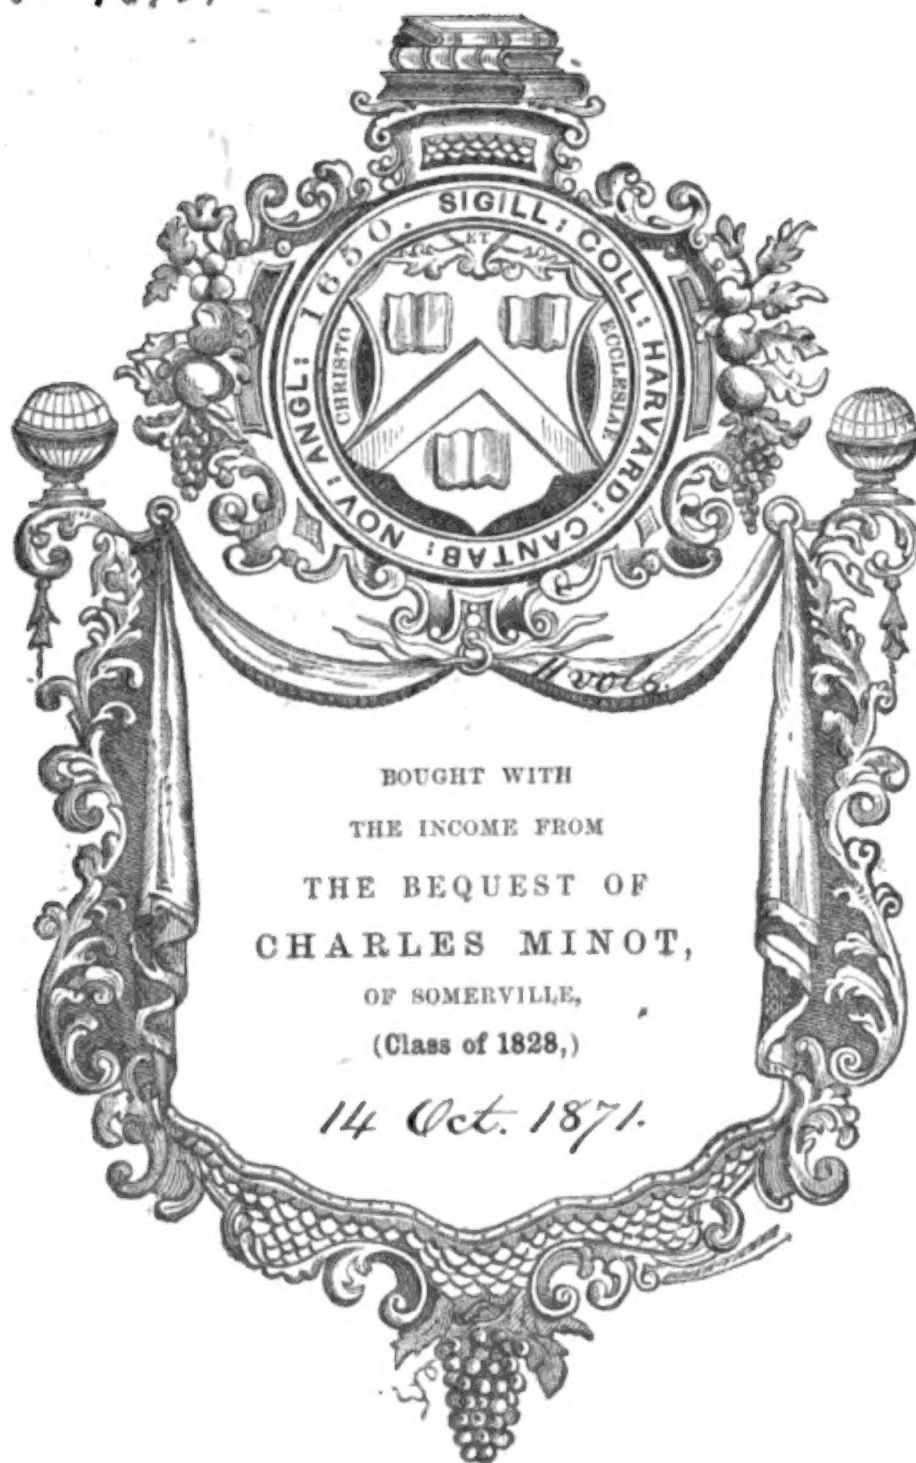 SIGILL: COLL: HARVARD: CANTAB: NOV: ANGL: 1650.
ET
CHRISTO
ECCLESIAE
11 vols.
BOUGHT WITH
THE INCOME FROM
THE BEQUEST OF
CHARLES MINOT,
OF SOMERVILLE,
(Class of 1828,)
14 Oct. 1871.